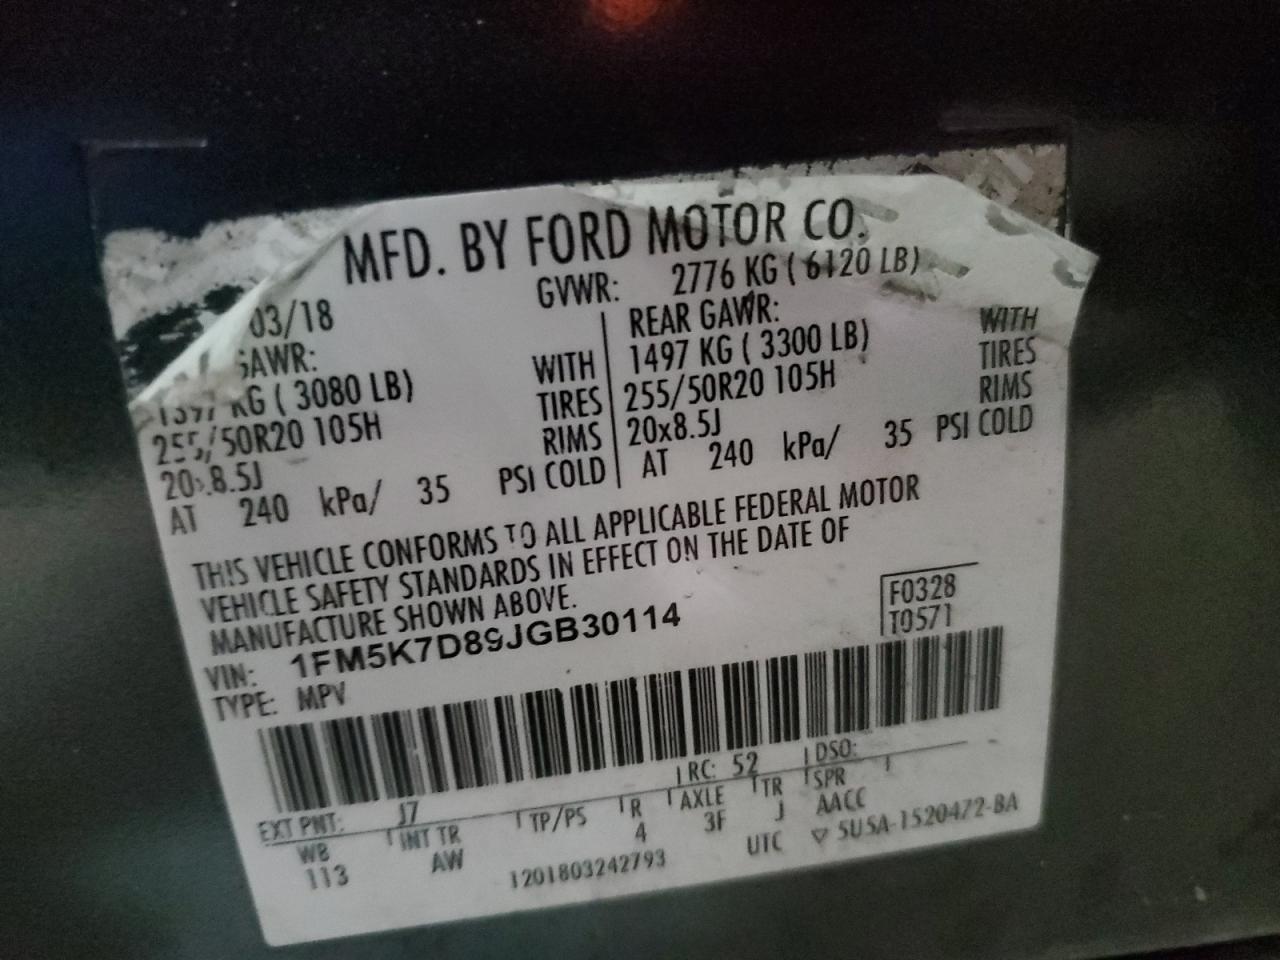 MFD. BY FORD MOTOR CO.
03/18 GVWR: 2776 KG ( 6120 LB)
GAWR: WITH REAR GAWR: WITH
1397 KG ( 3080 LB) TIRES 1497 KG ( 3300 LB) TIRES
255/50R20 105H RIMS 255/50R20 105H RIMS
20x8.5J 20x8.5J
AT 240 kPa/ 35 PSI COLD AT 240 kPa/ 35 PSI COLD
THIS VEHICLE CONFORMS TO ALL APPLICABLE FEDERAL MOTOR
VEHICLE SAFETY STANDARDS IN EFFECT ON THE DATE OF
MANUFACTURE SHOWN ABOVE.
VIN: 1FM5K7D89JGB30114 F0328
TYPE: MPV T0571
EXT PNT: J7 RC: 52 DSO:
WB INT TR TP/PS R AXLE TR SPR
113 AW 4 3F J AACC
1201803242793 UTC ▽ 5U5A-1520472-BA